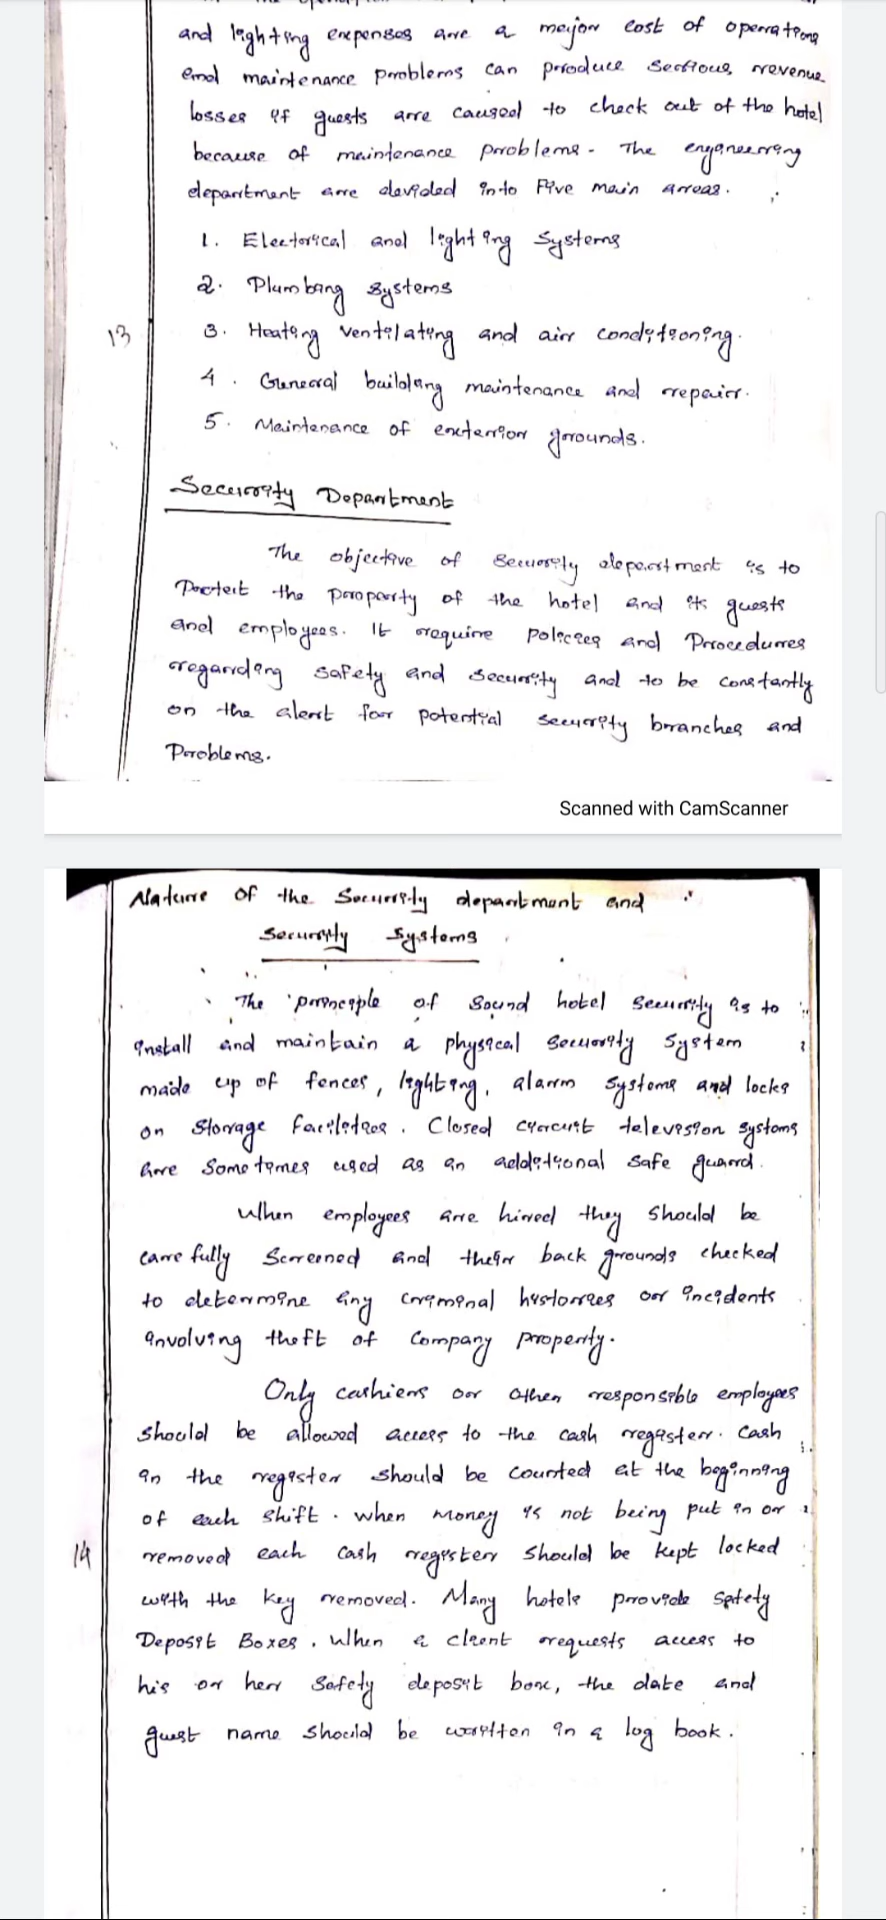 and lighting expenses are a major cost of operations
and maintenance problems can produce serious revenue
losses if guests are caused to check out of the hotel
because of maintenance problems - The engineering
department are devided into Five main areas.
1. Electorical and lighting systems
2. Plumbing systems
3. Heating ventilating and air conditioning.
4. General building maintenance and repair.
5. Maintenance of exterior grounds.
13
Security Department
The objective of security department is to
Protect the property of the hotel and its guests
and employees. It require policies and Procedures
regarding safety and security and to be constantly
on the alert for potential security branches and
Problems.
Scanned with CamScanner
Nature of the Security department and
Security Systems
The principle of sound hotel security is to
install and maintain a physical security system
made up of fences, lighting, alarm systems and locks
on storage facilities. Closed circuit television systems
are some times used as an additional safe guard.
When employees are hired they should be
care fully screened and their back grounds checked
to determine any criminal histories or incidents
involving theft of company property.
Only cashiers or other responsible employees
should be allowed access to the cash register. Cash
in the register should be counted at the beginning
of each shift. when money is not being put in or
removed each cash register should be kept locked
with the key removed. Many hotels provide safety
Deposit Boxes. When a client requests access to
his or her safety deposit box, the date and
guest name should be written in a log book.
14